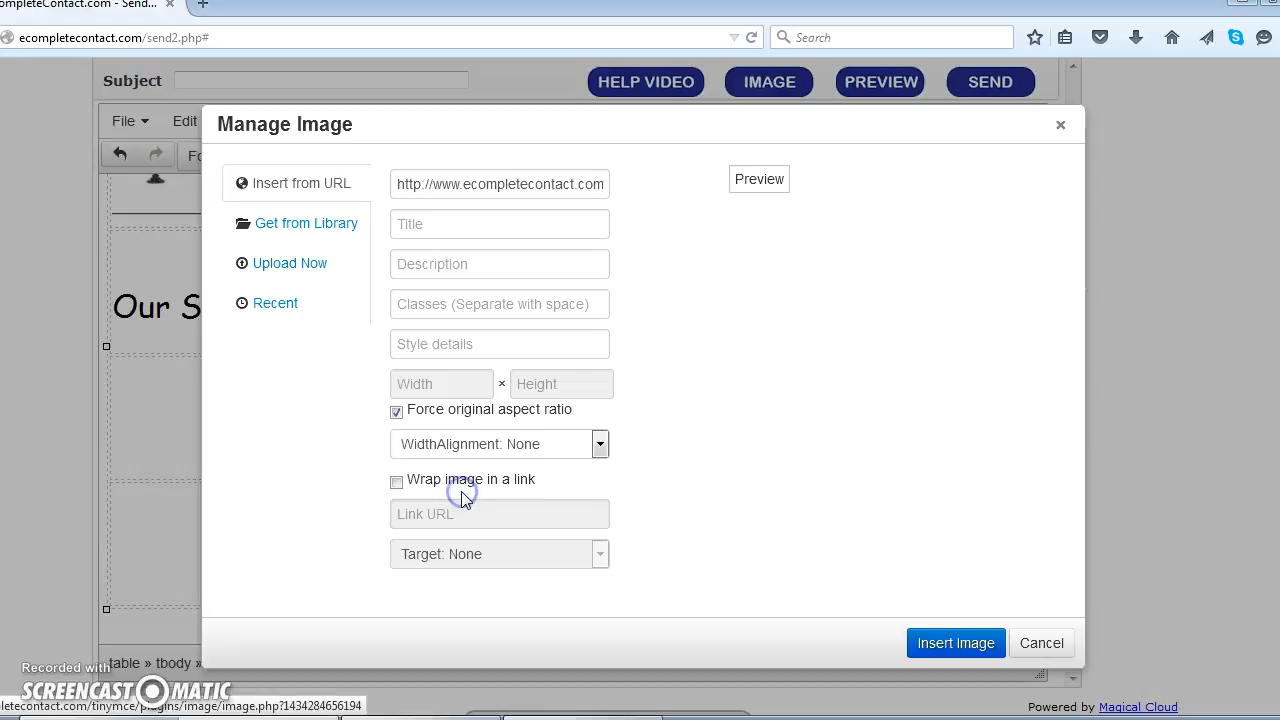 ompleteContact.com - Send...
ecompletecontact.com/send2.php#
Search
Subject
HELP VIDEO
IMAGE
PREVIEW
SEND
File
Edit
Manage Image
×
Fo
Insert from URL
http://www.ecompletecontact.com
Preview
Get from Library
Title
Upload Now
Description
Recent
Classes (Separate with space)
Our S
Style details
Width × Height
Force original aspect ratio
WidthAlignment: None
Wrap image in a link
Link URL
Target: None
Insert Image
Cancel
table » tbody »
Recorded with
SCREENCAST MATIC
pletecontact.com/tinymce/plugins/image/image.php?1434284656194
Powered by Magical Cloud